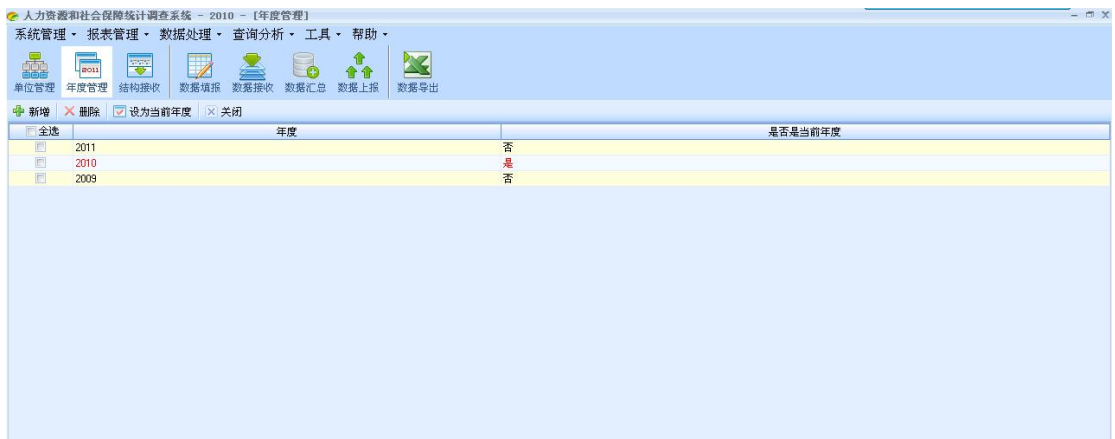 人力资源和社会保障统计调查系统 - 2010 - [年度管理]
系统管理 报表管理 数据处理 查询分析 工具 帮助
2011
单位管理 年度管理 结构接收 数据填报 数据接收 数据汇总 数据上报 数据导出
新增 删除 设为当前年度 关闭
全选 年度 是否是当前年度
2011 否
2010 是
2009 否